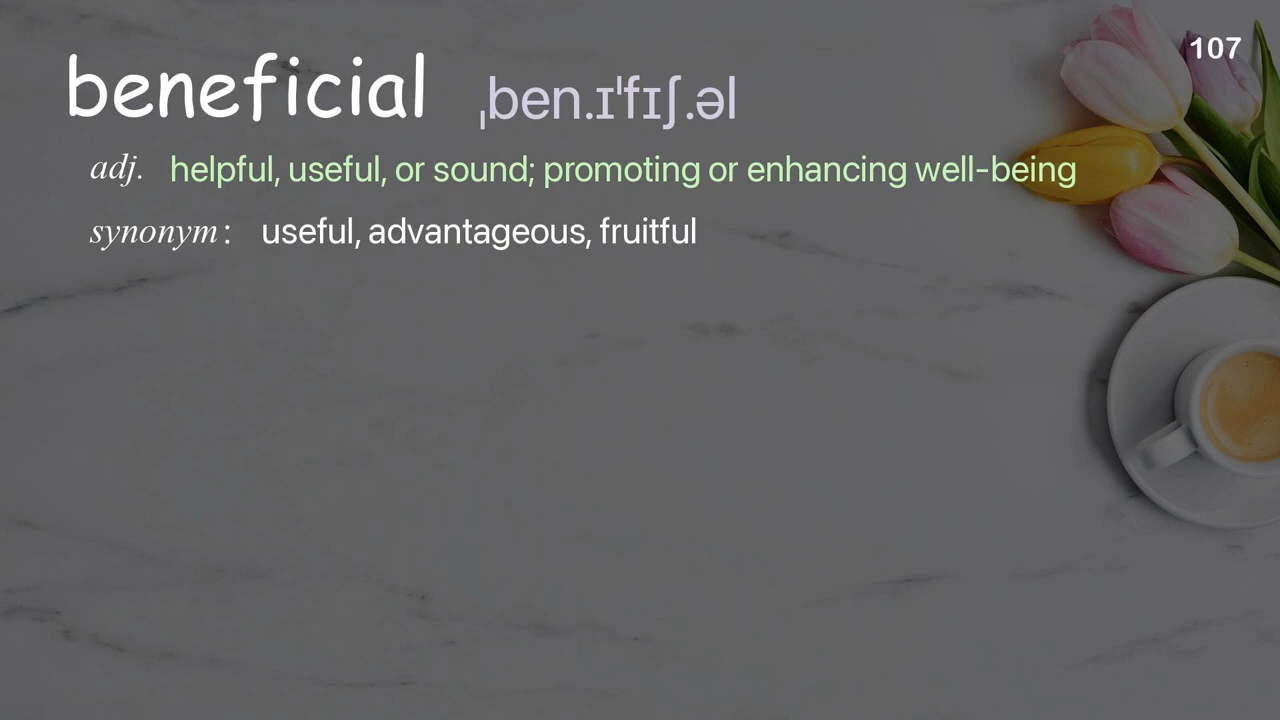 107
beneficial ˌben.ɪˈfɪʃ.əl
adj. helpful, useful, or sound; promoting or enhancing well-being
synonym: useful, advantageous, fruitful